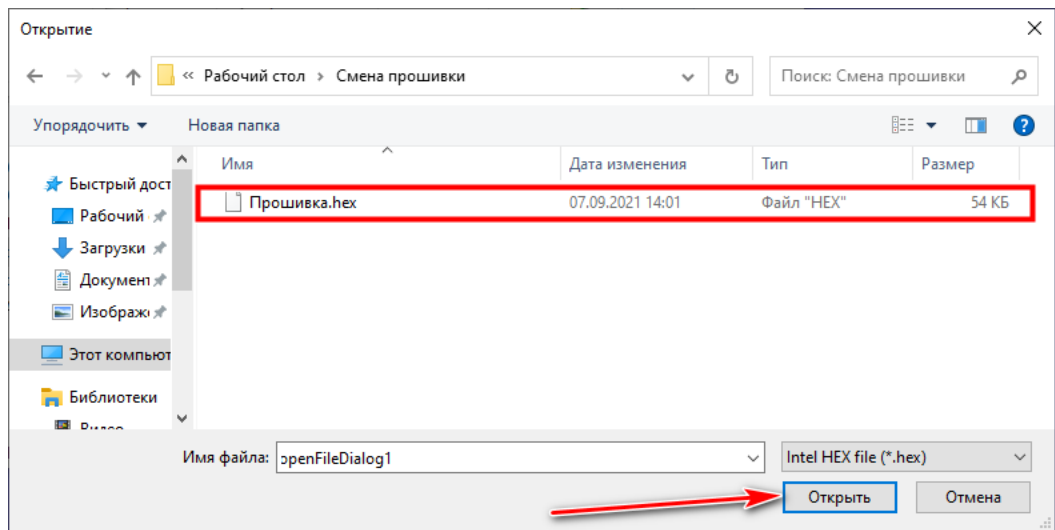 Открытие
« Рабочий стол › Смена прошивки
Поиск: Смена прошивки
Упорядочить
Новая папка
Имя
Дата изменения
Тип
Размер
Быстрый дост
Рабочий
Загрузки
Документ
Изображ
Этот компьют
Библиотеки
Прошивка.hex
07.09.2021 14:01
Файл "HEX"
54 КБ
Имя файла:
openFileDialog1
Intel HEX file (*.hex)
Открыть
Отмена